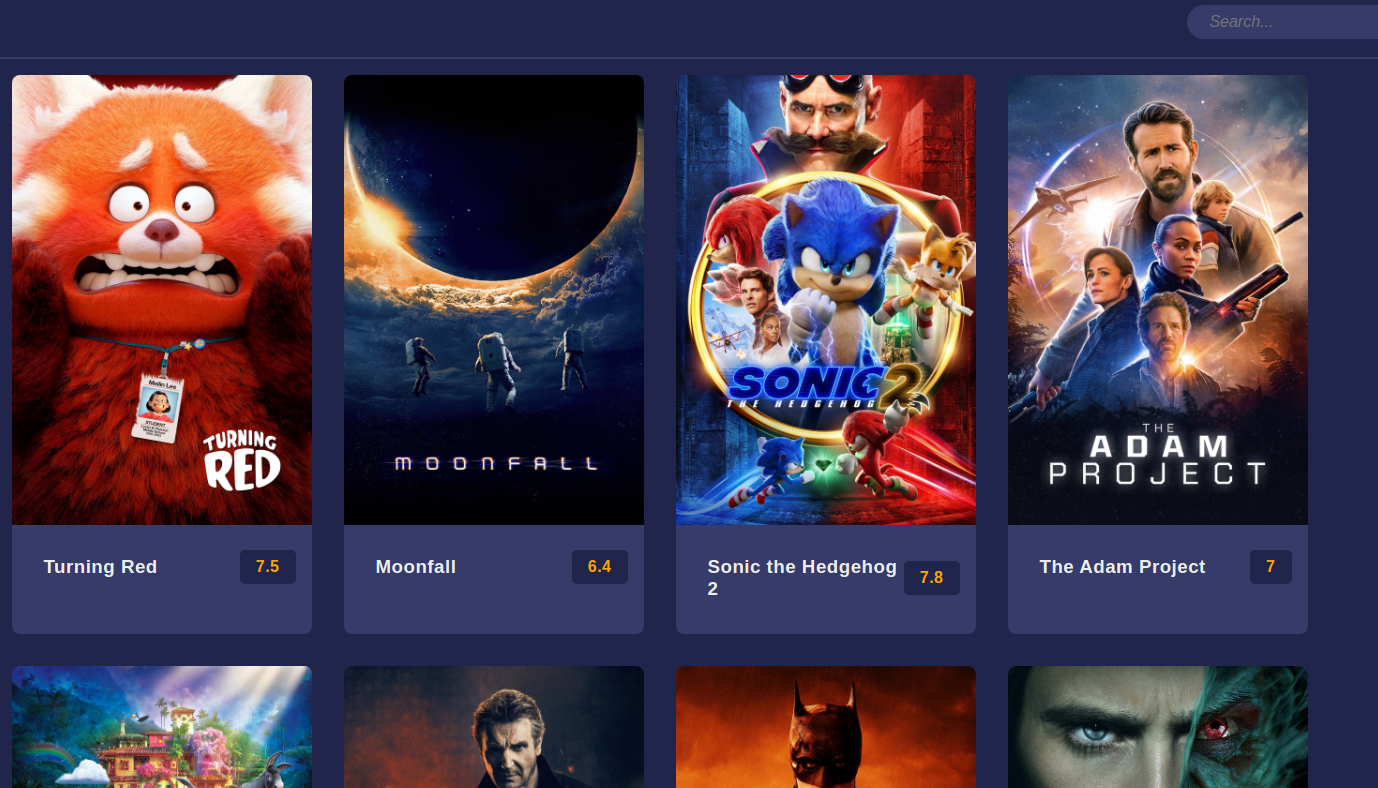 Search...
Meilin Lee
STUDENT
TURNING
RED
MOONFALL
SONIC 2
THE HEDGEHOG
THE
ADAM
PROJECT
Turning Red
7.5
Moonfall
6.4
Sonic the Hedgehog
2
7.8
The Adam Project
7